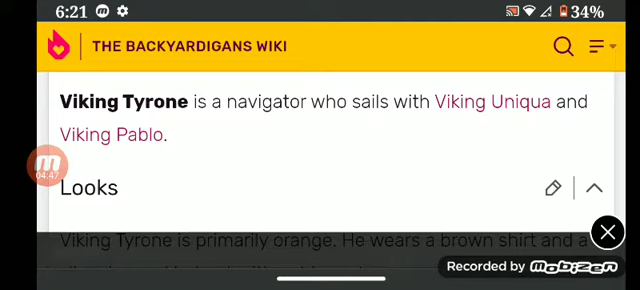 6:21 34%
THE BACKYARDIGANS WIKI
Viking Tyrone is a navigator who sails with Viking Uniqua and
Viking Pablo.
04:47
Looks
Viking Tyrone is primarily orange. He wears a brown shirt and a
Recorded by mobizen